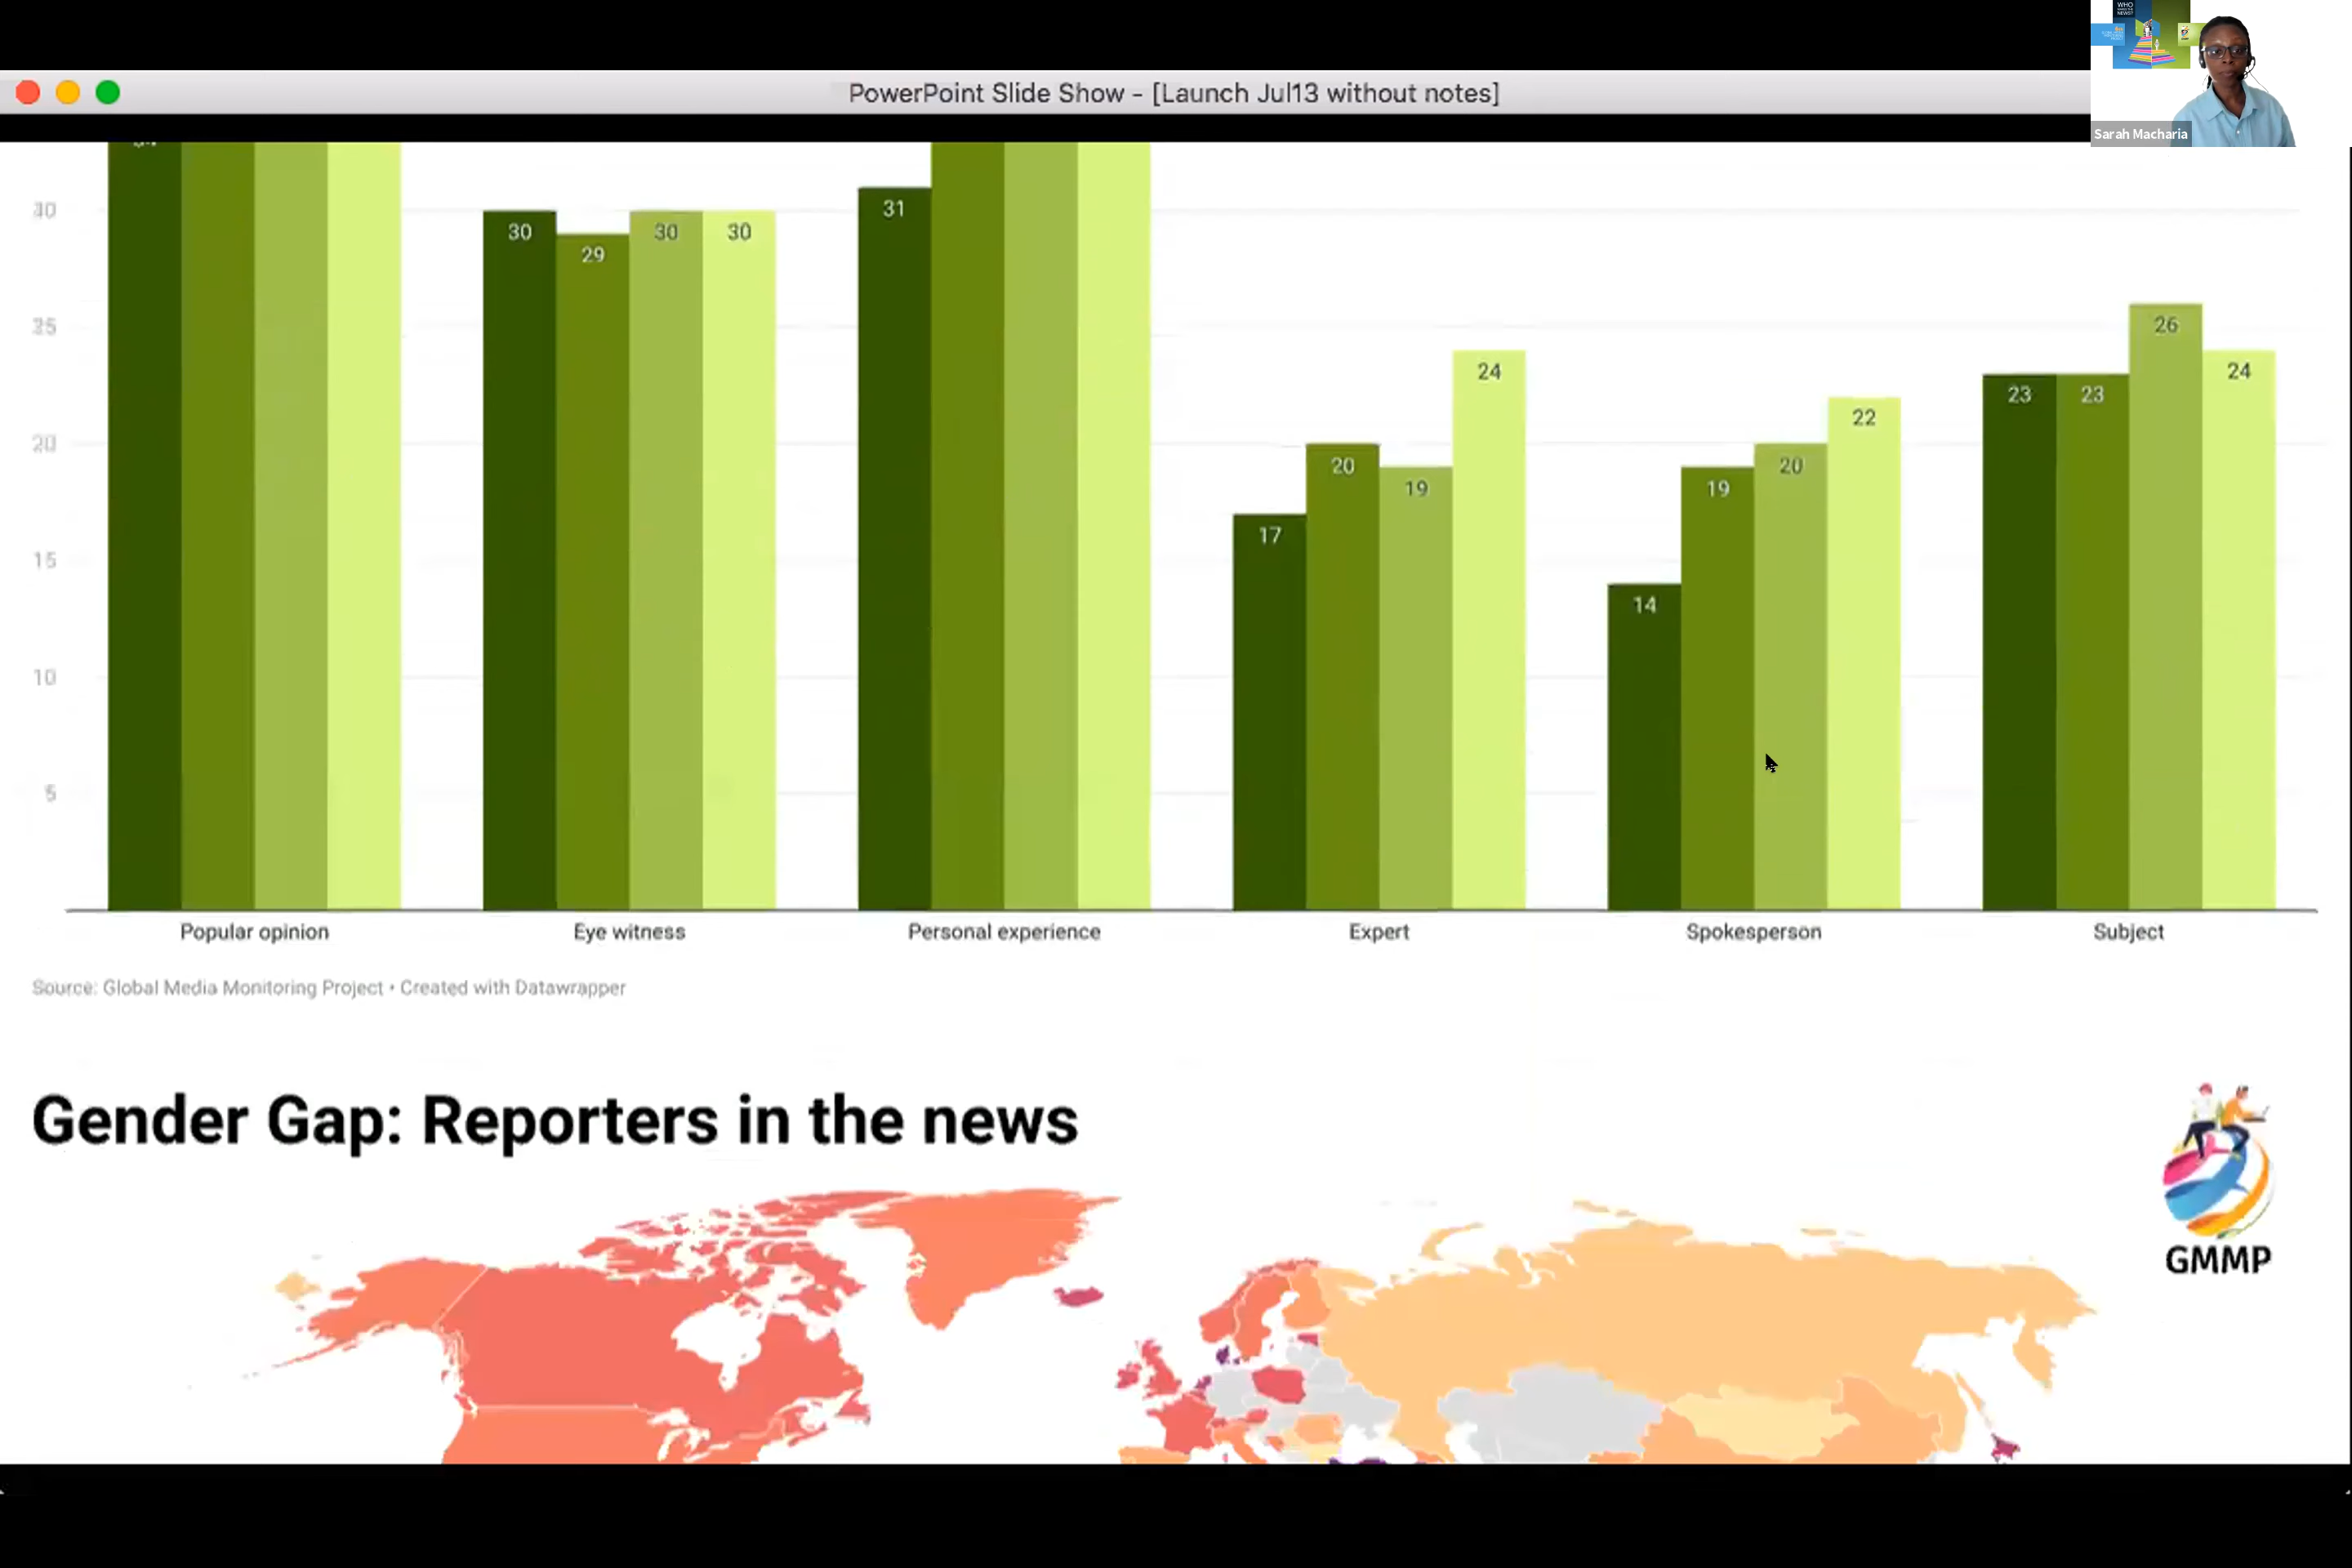 WHO
NEWS?
PowerPoint Slide Show - [Launch Jul13 without notes]
Sarah Macharia
30 30 29 30 30 31
25 26
24 24
23 23
22
20 20 20
19 19
17
15
14
10
5
Popular opinion Eye witness Personal experience Expert Spokesperson Subject
Source: Global Media Monitoring Project • Created with Datawrapper
Gender Gap: Reporters in the news
GMMP